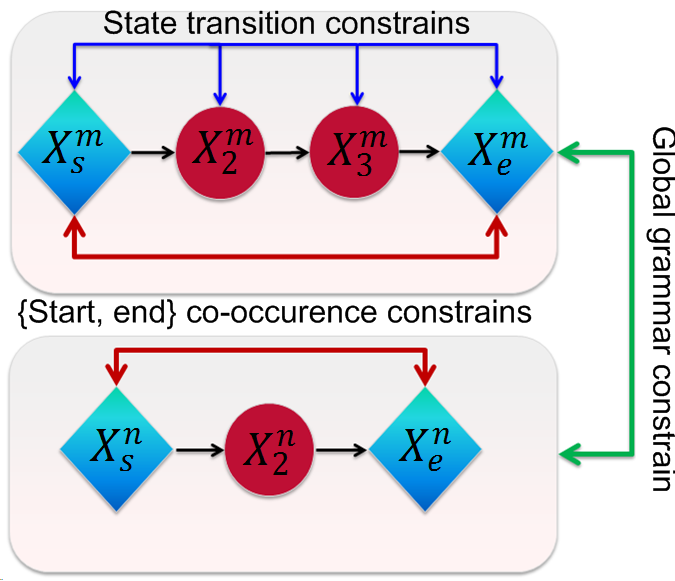 State transition constrains
X_s^m X_2^m X_3^m X_e^m
{Start, end} co-occurence constrains
X_s^n X_2^n X_e^n
Global grammar constrain